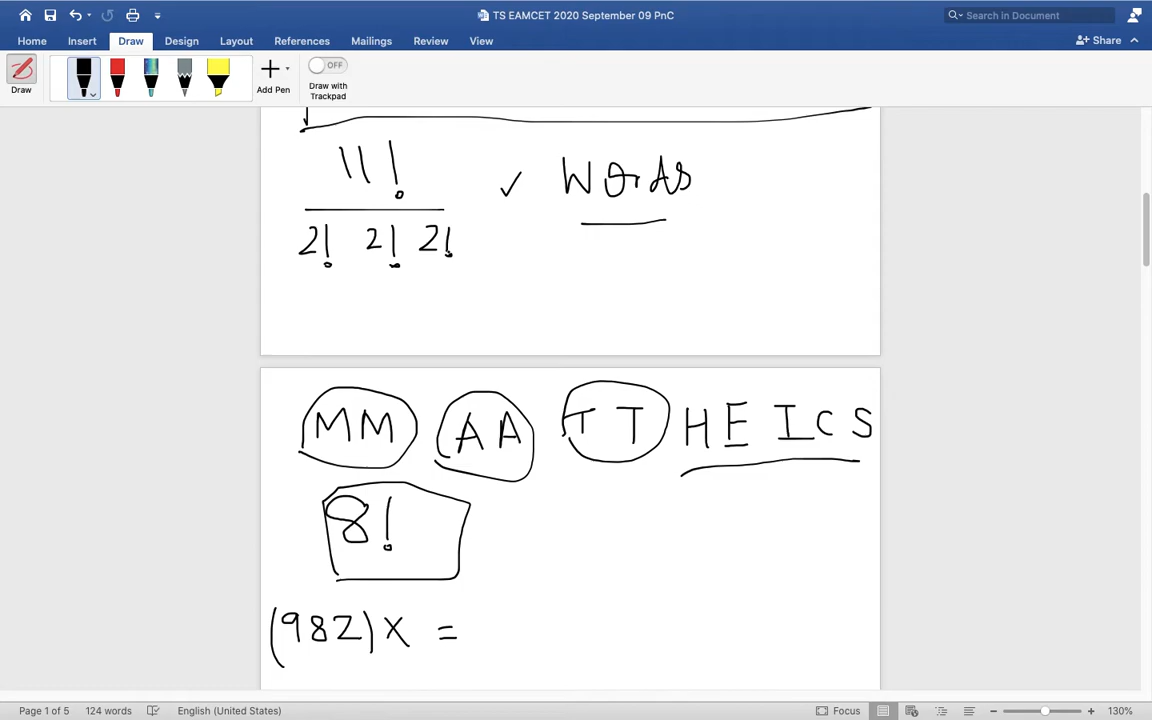 TS EAMCET 2020 September 09 PnC
Search in Document
Home Insert Draw Design Layout References Mailings Review View
Share
Draw
Add Pen
OFF
Draw with
Trackpad
11! ✓ Words
2! 2! 2!
MM AA TT HEICS
8!
(982)X =
Page 1 of 5 124 words English (United States) Focus 130%